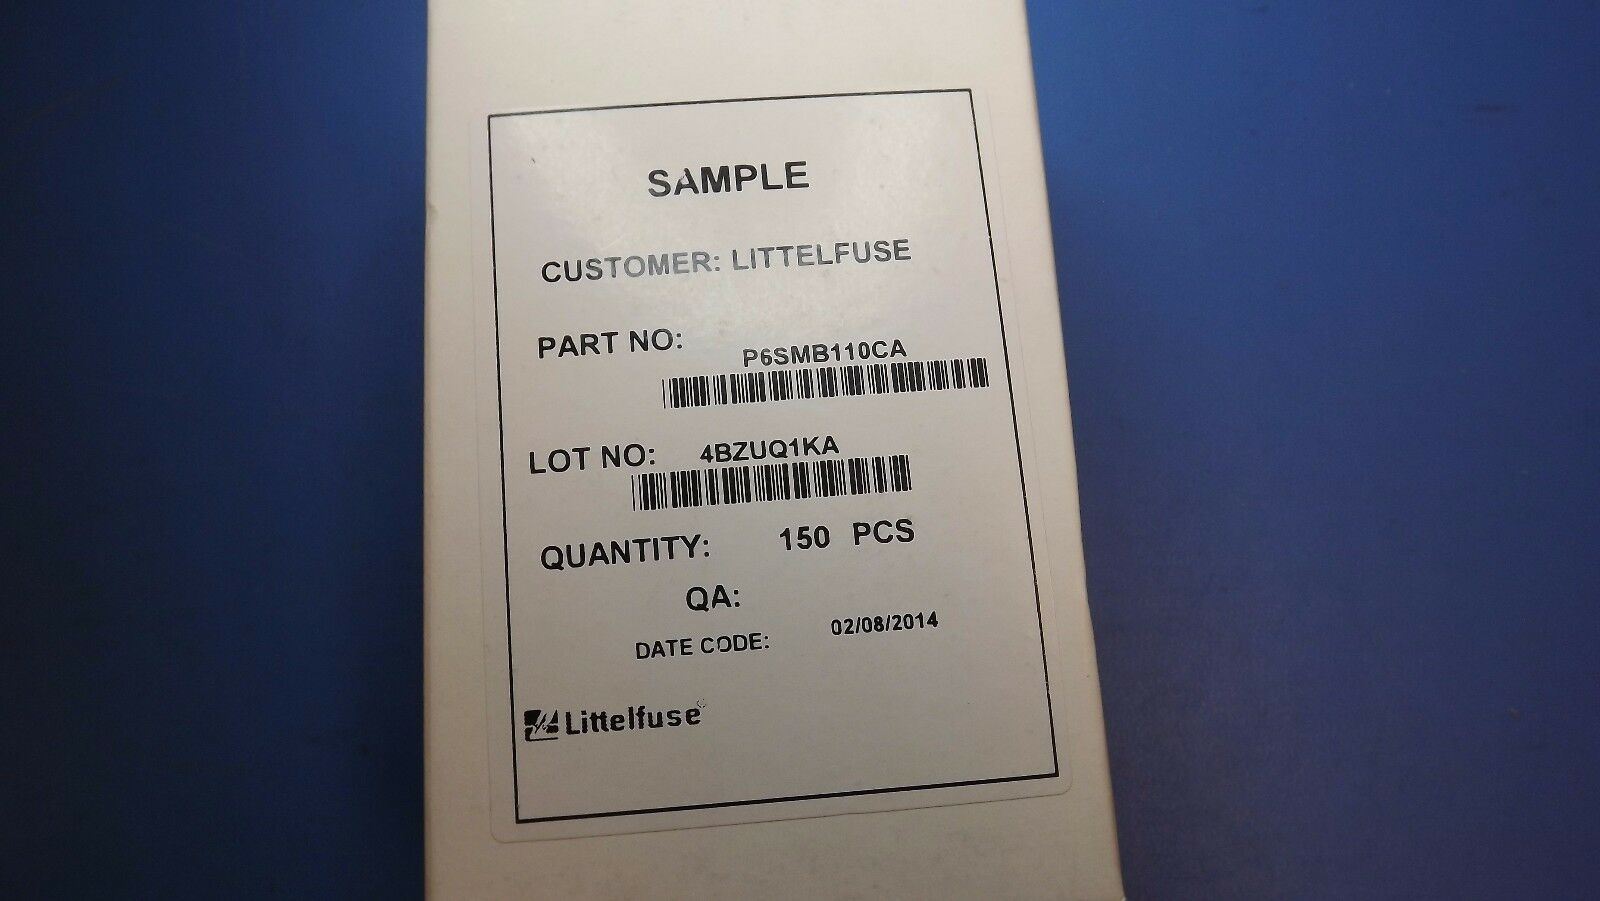 SAMPLE
CUSTOMER: LITTELFUSE
PART NO: P6SMB110CA
LOT NO: 4BZUQ1KA
QUANTITY: 150 PCS
QA:
DATE CODE: 02/08/2014
Littelfuse®